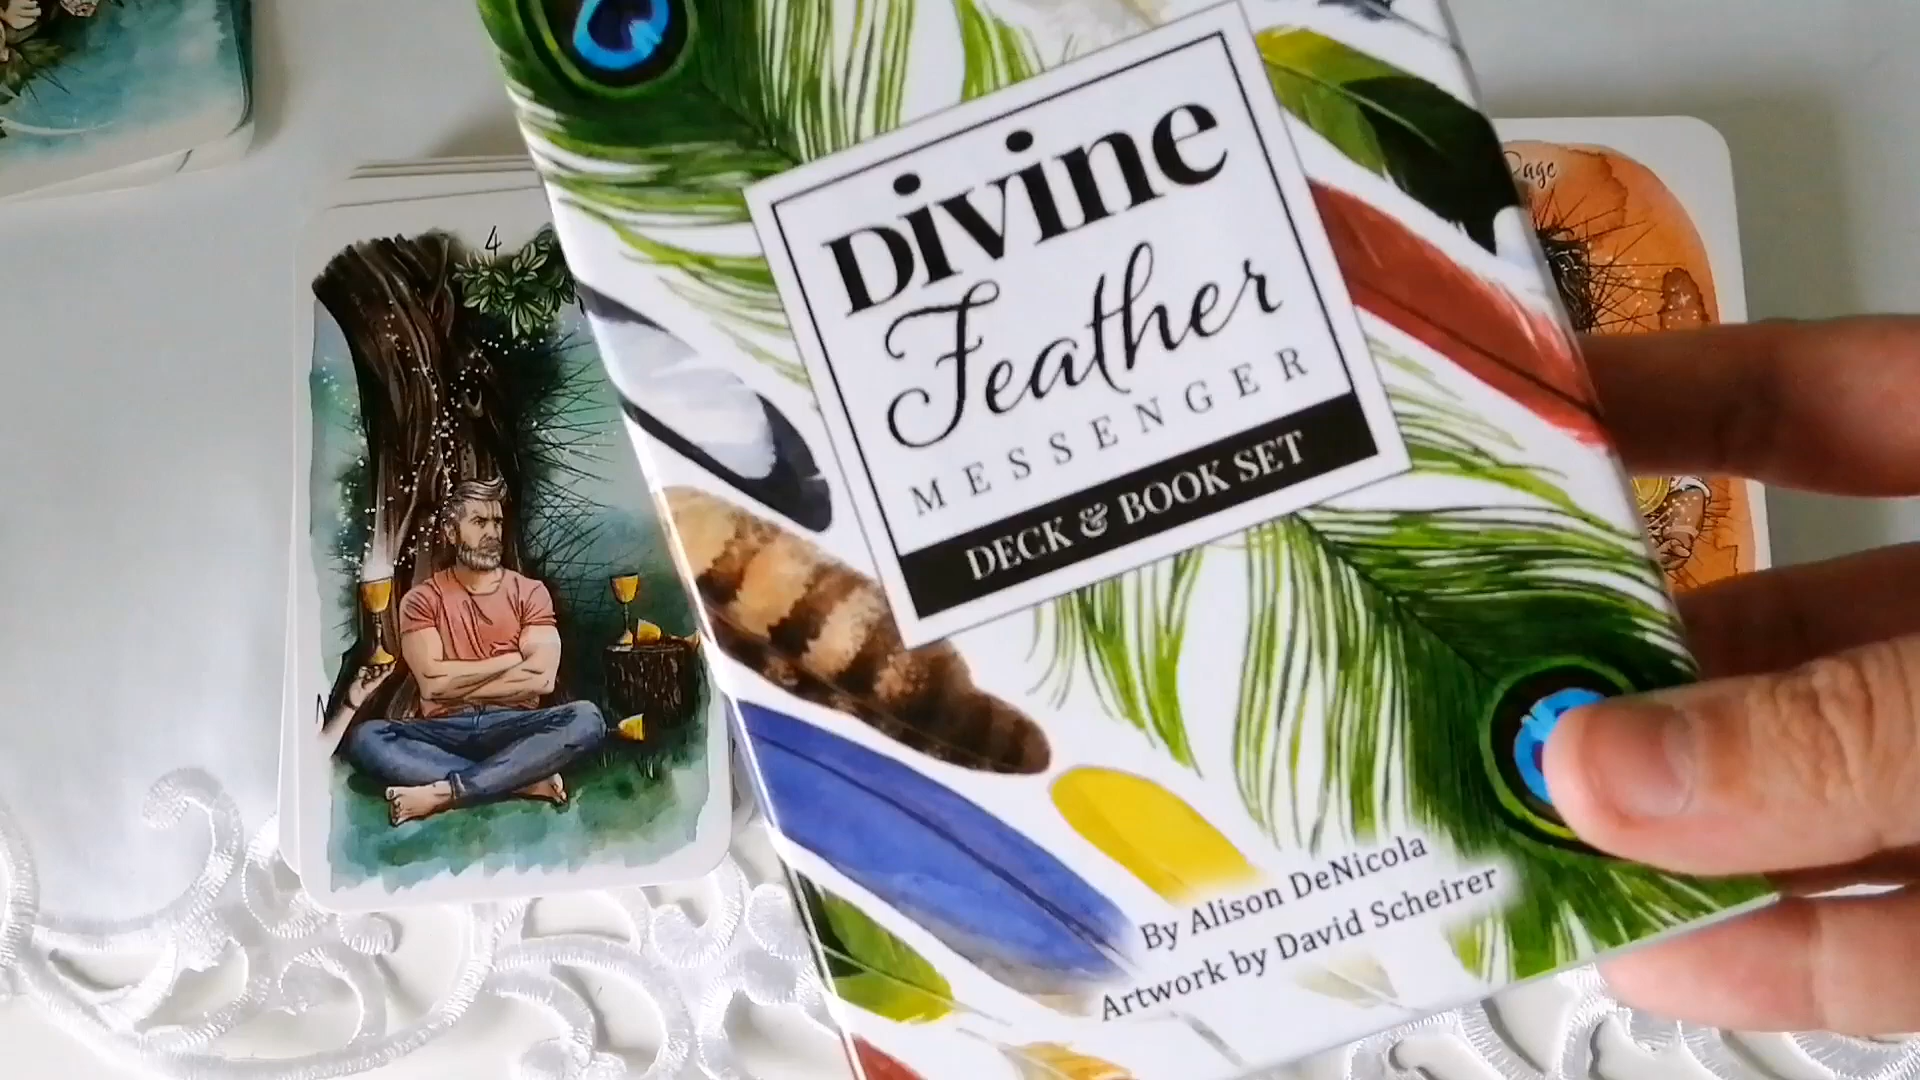 4
Page
Divine
Feather
MESSENGER
DECK & BOOK SET
By Alison DeNicola
Artwork by David Scheirer